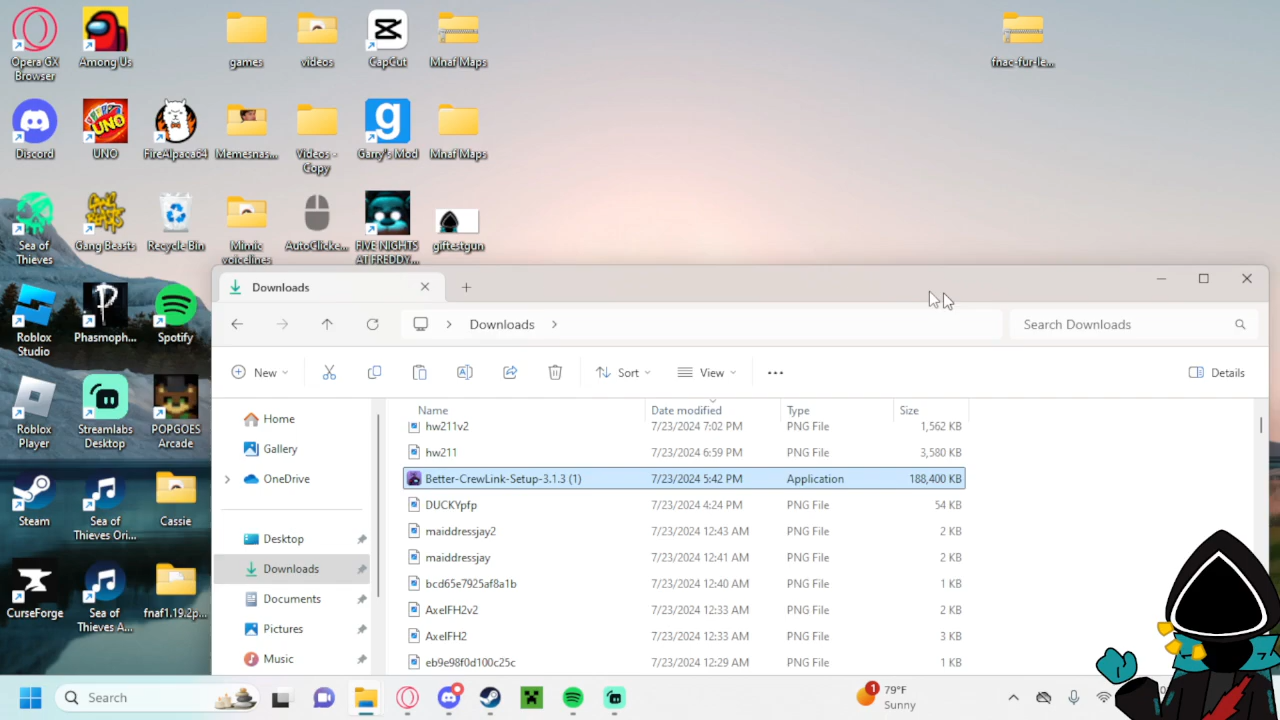 Opera GX
Browser
Among Us
games
videos
CapCut
Mnaf Maps
fnac-fur-le...
Discord
UNO
FireAlpaca64
Memesnas...
Videos -
Copy
Garry's Mod
Mnaf Maps
Sea of
Thieves
Gang Beasts
Recycle Bin
Mimic
voicelines
AutoClicke...
FIVE NIGHTS
AT FREDDY...
giftestgun
Roblox
Studio
Phasmoph...
Spotify
Roblox
Player
Streamlabs
Desktop
POPGOES
Arcade
Steam
Sea of
Thieves Ori...
Cassie
CurseForge
Sea of
Thieves A...
fnaf1.19.2p...
Downloads
Downloads
Search Downloads
New
Sort
View
Details
Home
Gallery
OneDrive
Desktop
Downloads
Documents
Pictures
Music
Name Date modified Type Size
hw211v2 7/23/2024 7:02 PM PNG File 1,562 KB
hw211 7/23/2024 6:59 PM PNG File 3,580 KB
Better-CrewLink-Setup-3.1.3 (1) 7/23/2024 5:42 PM Application 188,400 KB
DUCKYpfp 7/23/2024 4:24 PM PNG File 54 KB
maiddressjay2 7/23/2024 12:43 AM PNG File 2 KB
maiddressjay 7/23/2024 12:41 AM PNG File 2 KB
bcd65e7925af8a1b 7/23/2024 12:40 AM PNG File 1 KB
AxelFH2v2 7/23/2024 12:33 AM PNG File 2 KB
AxelFH2 7/23/2024 12:33 AM PNG File 3 KB
eb9e98f0d100c25c 7/23/2024 12:29 AM PNG File 1 KB
Search
1
79°F
Sunny